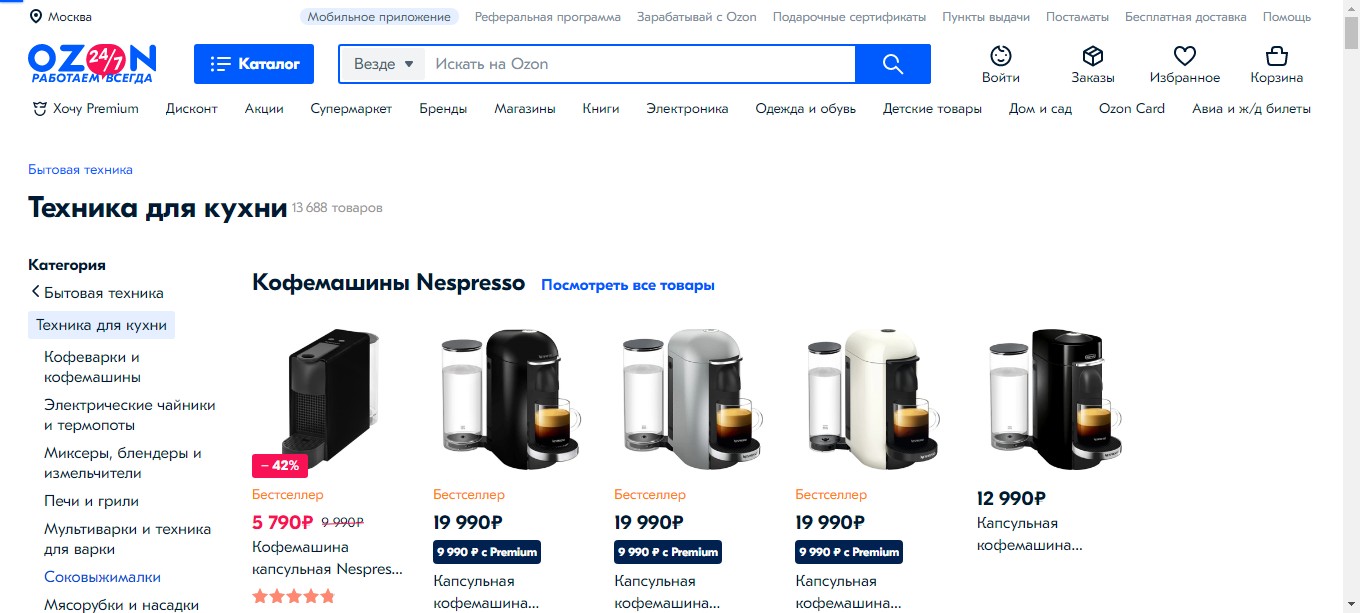 Москва
Мобильное приложение
Реферальная программа
Зарабатывай с Ozon
Подарочные сертификаты
Пункты выдачи
Постаматы
Бесплатная доставка
Помощь
OZON
24/7
РАБОТАЕМ ВСЕГДА
Каталог
Везде
Искать на Ozon
Войти
Заказы
Избранное
Корзина
Хочу Premium
Дисконт
Акции
Супермаркет
Бренды
Магазины
Книги
Электроника
Одежда и обувь
Детские товары
Дом и сад
Ozon Card
Авиа и ж/д билеты
Бытовая техника
Техника для кухни 13 688 товаров
Категория
Бытовая техника
Техника для кухни
Кофеварки и
кофемашины
Электрические чайники
и термопоты
Миксеры, блендеры и
измельчители
Печи и грили
Мультиварки и техника
для варки
Соковыжималки
Мясорубки и насадки
Кофемашины Nespresso
Посмотреть все товары
– 42%
Бестселлер
5 790₽ 9 990₽
Кофемашина
капсульная Nespres...
Бестселлер
19 990₽
9 990 ₽ с Premium
Капсульная
кофемашина...
Бестселлер
19 990₽
9 990 ₽ с Premium
Капсульная
кофемашина...
Бестселлер
19 990₽
9 990 ₽ с Premium
Капсульная
кофемашина...
12 990₽
Капсульная
кофемашина...